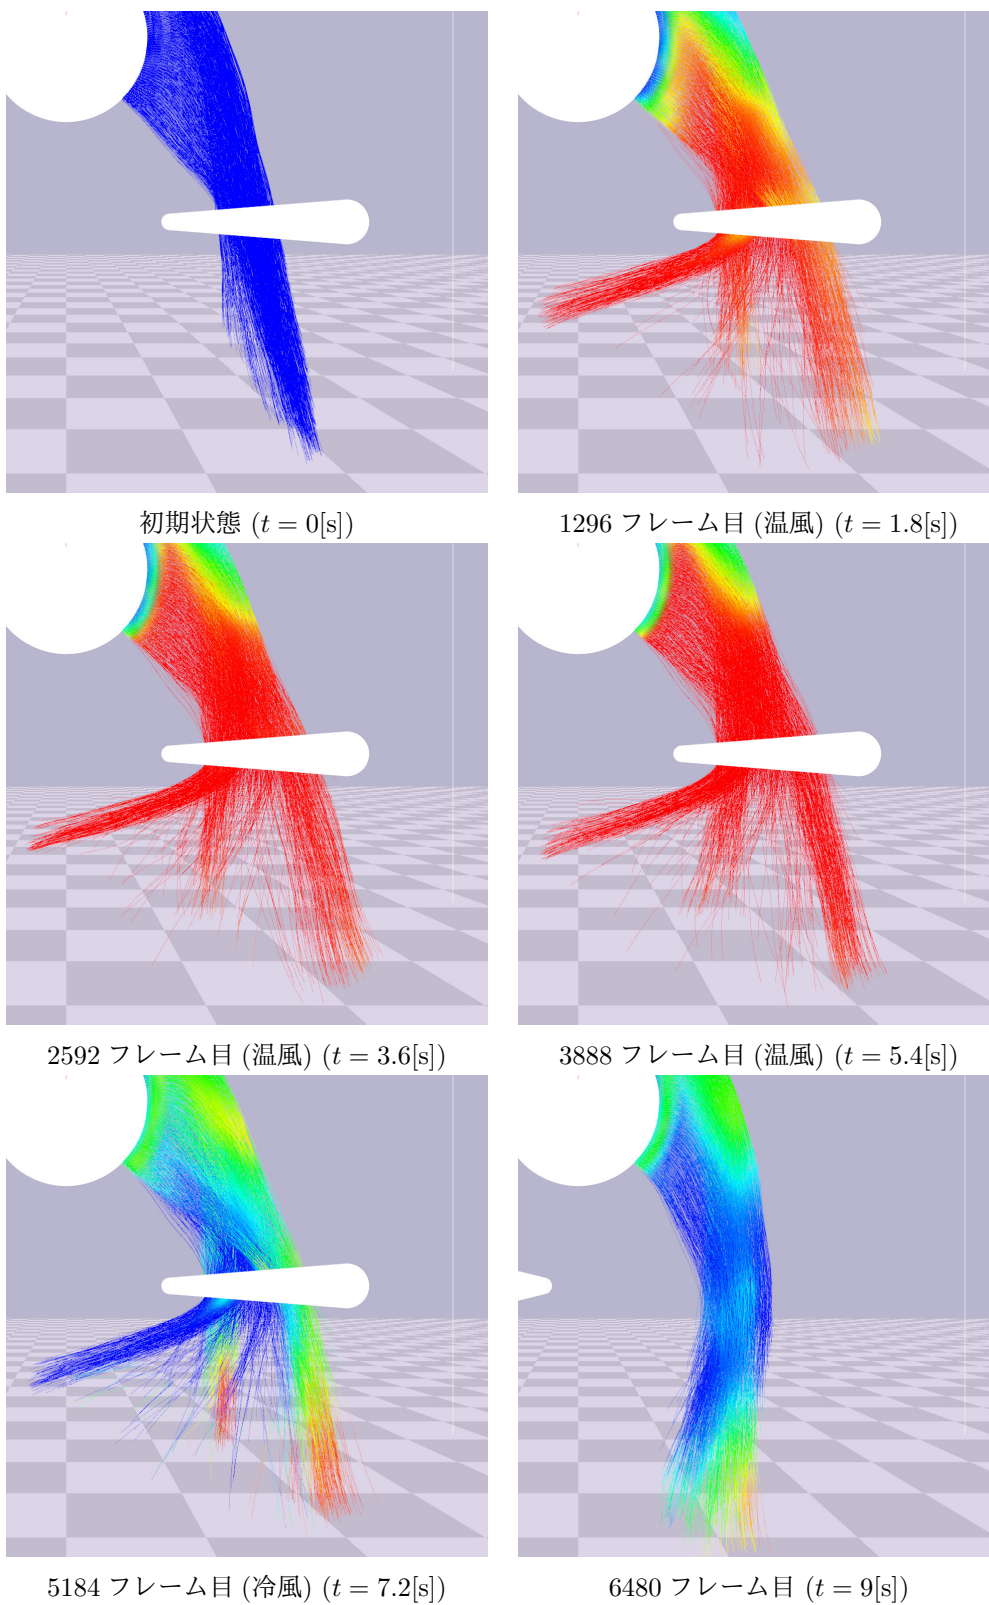 初期状態 (t = 0[s])
1296 フレーム目 (温風) (t = 1.8[s])
2592 フレーム目 (温風) (t = 3.6[s])
3888 フレーム目 (温風) (t = 5.4[s])
5184 フレーム目 (冷風) (t = 7.2[s])
6480 フレーム目 (t = 9[s])